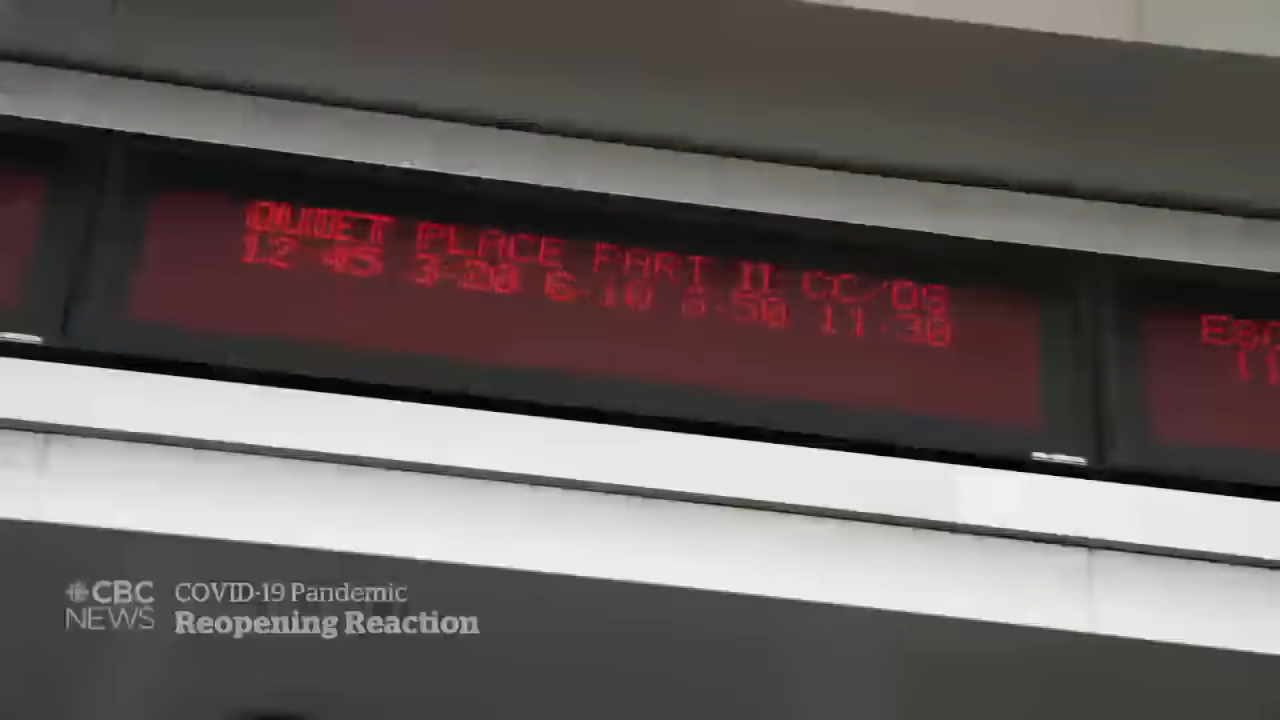 QUIET PLACE PART II CC/DS
12:45 3:20 6:10 8:50 11:30
ESC
CBC
NEWS
COVID-19 Pandemic
Reopening Reaction